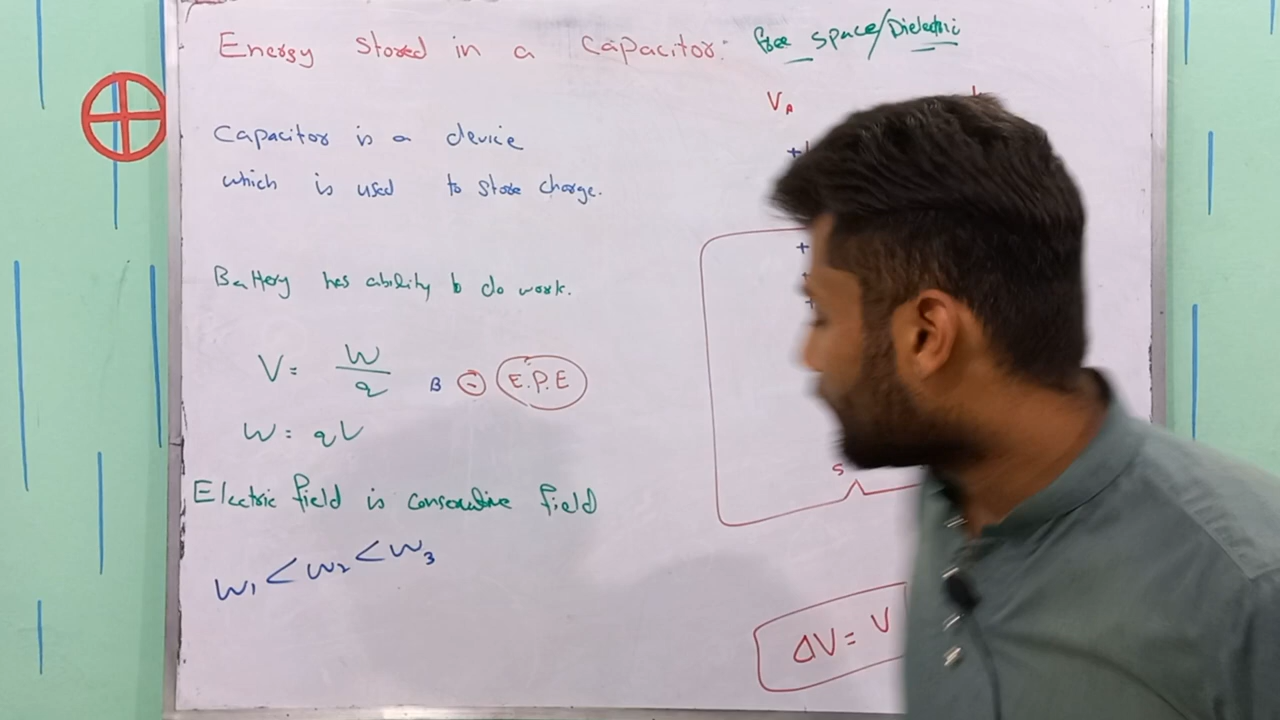 Energy stored in a capacitor: free space/Dielectric
V_A
Capacitor is a device
which is used to store charge.
+
+
Battery has ability to do work.
+
+
V = W/q B - E.P.E
W = qV
S
Electric field is conservative field
W₁ < W₂ < W₃
ΔV = V